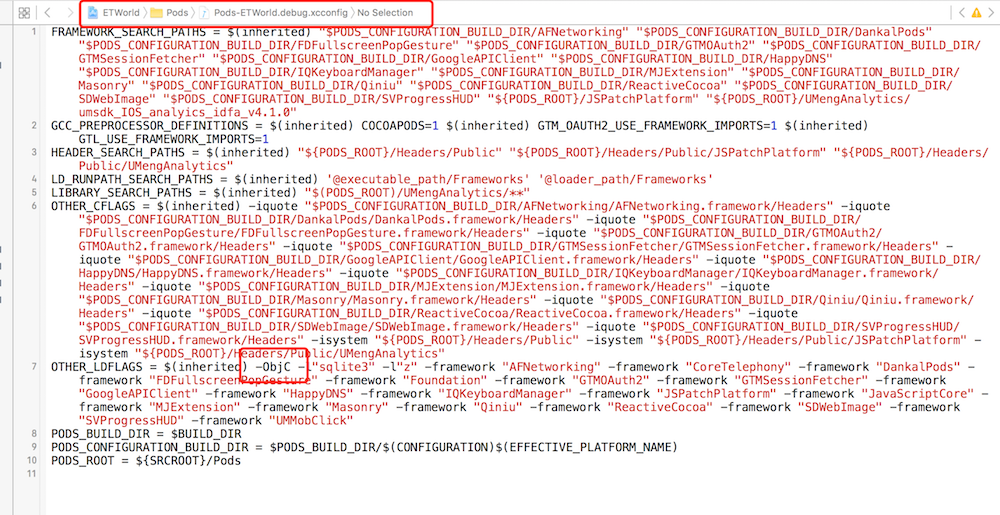 ETWorld Pods Pods-ETWorld.debug.xcconfig No Selection
1 FRAMEWORK_SEARCH_PATHS = $(inherited) "$PODS_CONFIGURATION_BUILD_DIR/AFNetworking" "$PODS_CONFIGURATION_BUILD_DIR/DankalPods"
"$PODS_CONFIGURATION_BUILD_DIR/FDFullscreenPopGesture" "$PODS_CONFIGURATION_BUILD_DIR/GTMOAuth2" "$PODS_CONFIGURATION_BUILD_DIR/
GTMSessionFetcher" "$PODS_CONFIGURATION_BUILD_DIR/GoogleAPIClient" "$PODS_CONFIGURATION_BUILD_DIR/HappyDNS"
"$PODS_CONFIGURATION_BUILD_DIR/IQKeyboardManager" "$PODS_CONFIGURATION_BUILD_DIR/MJExtension" "$PODS_CONFIGURATION_BUILD_DIR/
Masonry" "$PODS_CONFIGURATION_BUILD_DIR/Qiniu" "$PODS_CONFIGURATION_BUILD_DIR/ReactiveCocoa" "$PODS_CONFIGURATION_BUILD_DIR/
SDWebImage" "$PODS_CONFIGURATION_BUILD_DIR/SVProgressHUD" "${PODS_ROOT}/JSPatchPlatform" "${PODS_ROOT}/UMengAnalytics/
umsdk_IOS_analyics_idfa_v4.1.0"
2 GCC_PREPROCESSOR_DEFINITIONS = $(inherited) COCOAPODS=1 $(inherited) GTM_OAUTH2_USE_FRAMEWORK_IMPORTS=1 $(inherited)
GTL_USE_FRAMEWORK_IMPORTS=1
3 HEADER_SEARCH_PATHS = $(inherited) "${PODS_ROOT}/Headers/Public" "${PODS_ROOT}/Headers/Public/JSPatchPlatform" "${PODS_ROOT}/Headers/
Public/UMengAnalytics"
4 LD_RUNPATH_SEARCH_PATHS = $(inherited) '@executable_path/Frameworks' '@loader_path/Frameworks'
5 LIBRARY_SEARCH_PATHS = $(inherited) "$(PODS_ROOT)/UMengAnalytics/**"
6 OTHER_CFLAGS = $(inherited) -iquote "$PODS_CONFIGURATION_BUILD_DIR/AFNetworking/AFNetworking.framework/Headers" -iquote
"$PODS_CONFIGURATION_BUILD_DIR/DankalPods/DankalPods.framework/Headers" -iquote "$PODS_CONFIGURATION_BUILD_DIR/
FDFullscreenPopGesture/FDFullscreenPopGesture.framework/Headers" -iquote "$PODS_CONFIGURATION_BUILD_DIR/GTMOAuth2/
GTMOAuth2.framework/Headers" -iquote "$PODS_CONFIGURATION_BUILD_DIR/GTMSessionFetcher/GTMSessionFetcher.framework/Headers" -
iquote "$PODS_CONFIGURATION_BUILD_DIR/GoogleAPIClient/GoogleAPIClient.framework/Headers" -iquote "$PODS_CONFIGURATION_BUILD_DIR/
HappyDNS/HappyDNS.framework/Headers" -iquote "$PODS_CONFIGURATION_BUILD_DIR/IQKeyboardManager/IQKeyboardManager.framework/
Headers" -iquote "$PODS_CONFIGURATION_BUILD_DIR/MJExtension/MJExtension.framework/Headers" -iquote
"$PODS_CONFIGURATION_BUILD_DIR/Masonry/Masonry.framework/Headers" -iquote "$PODS_CONFIGURATION_BUILD_DIR/Qiniu/Qiniu.framework/
Headers" -iquote "$PODS_CONFIGURATION_BUILD_DIR/ReactiveCocoa/ReactiveCocoa.framework/Headers" -iquote
"$PODS_CONFIGURATION_BUILD_DIR/SDWebImage/SDWebImage.framework/Headers" -iquote "$PODS_CONFIGURATION_BUILD_DIR/SVProgressHUD/
SVProgressHUD.framework/Headers" -isystem "${PODS_ROOT}/Headers/Public" -isystem "${PODS_ROOT}/Headers/Public/JSPatchPlatform" -
isystem "${PODS_ROOT}/Headers/Public/UMengAnalytics"
7 OTHER_LDFLAGS = $(inherited) -ObjC -l"sqlite3" -l"z" -framework "AFNetworking" -framework "CoreTelephony" -framework "DankalPods" -
framework "FDFullscreenPopGesture" -framework "Foundation" -framework "GTMOAuth2" -framework "GTMSessionFetcher" -framework
"GoogleAPIClient" -framework "HappyDNS" -framework "IQKeyboardManager" -framework "JSPatchPlatform" -framework "JavaScriptCore" -
framework "MJExtension" -framework "Masonry" -framework "Qiniu" -framework "ReactiveCocoa" -framework "SDWebImage" -framework
"SVProgressHUD" -framework "UMMobClick"
8 PODS_BUILD_DIR = $BUILD_DIR
9 PODS_CONFIGURATION_BUILD_DIR = $PODS_BUILD_DIR/$(CONFIGURATION)$(EFFECTIVE_PLATFORM_NAME)
10 PODS_ROOT = ${SRCROOT}/Pods
11